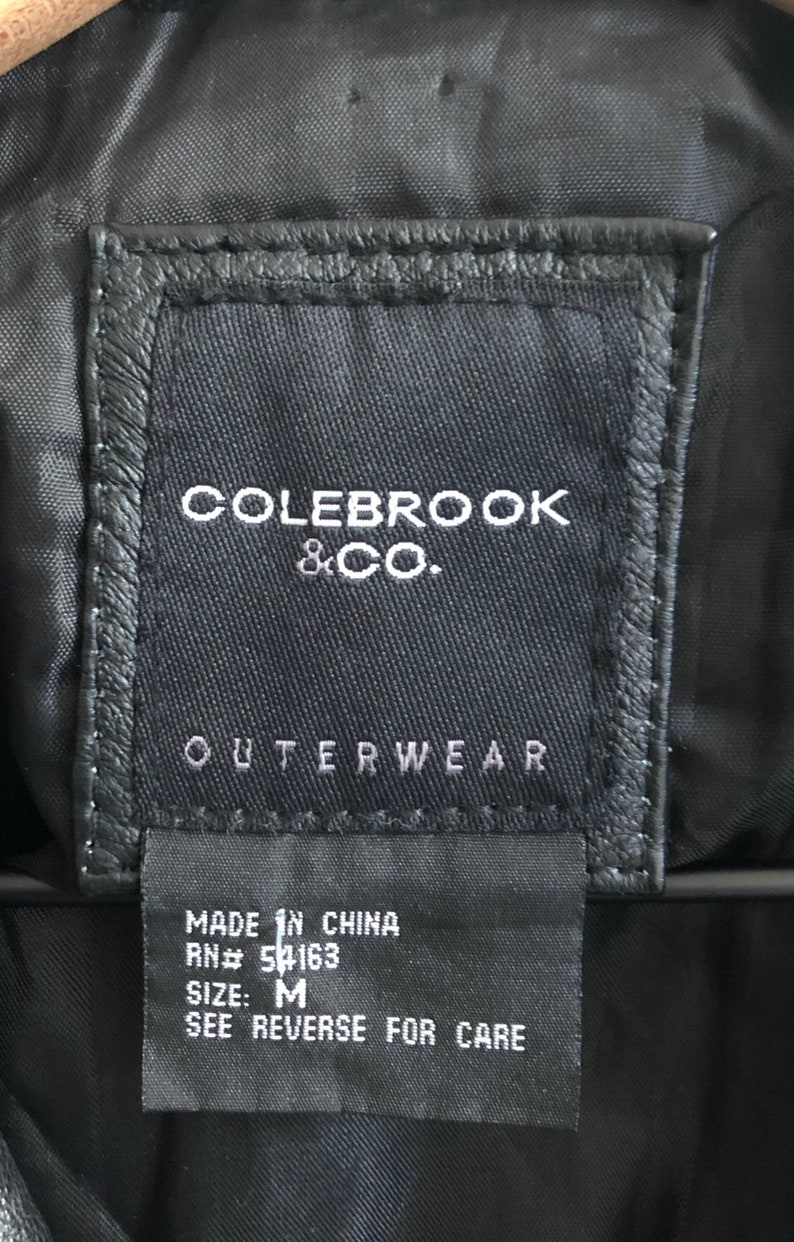 COLEBROOK
&CO.
OUTERWEAR
MADE IN CHINA
RN# 54163
SIZE: M
SEE REVERSE FOR CARE